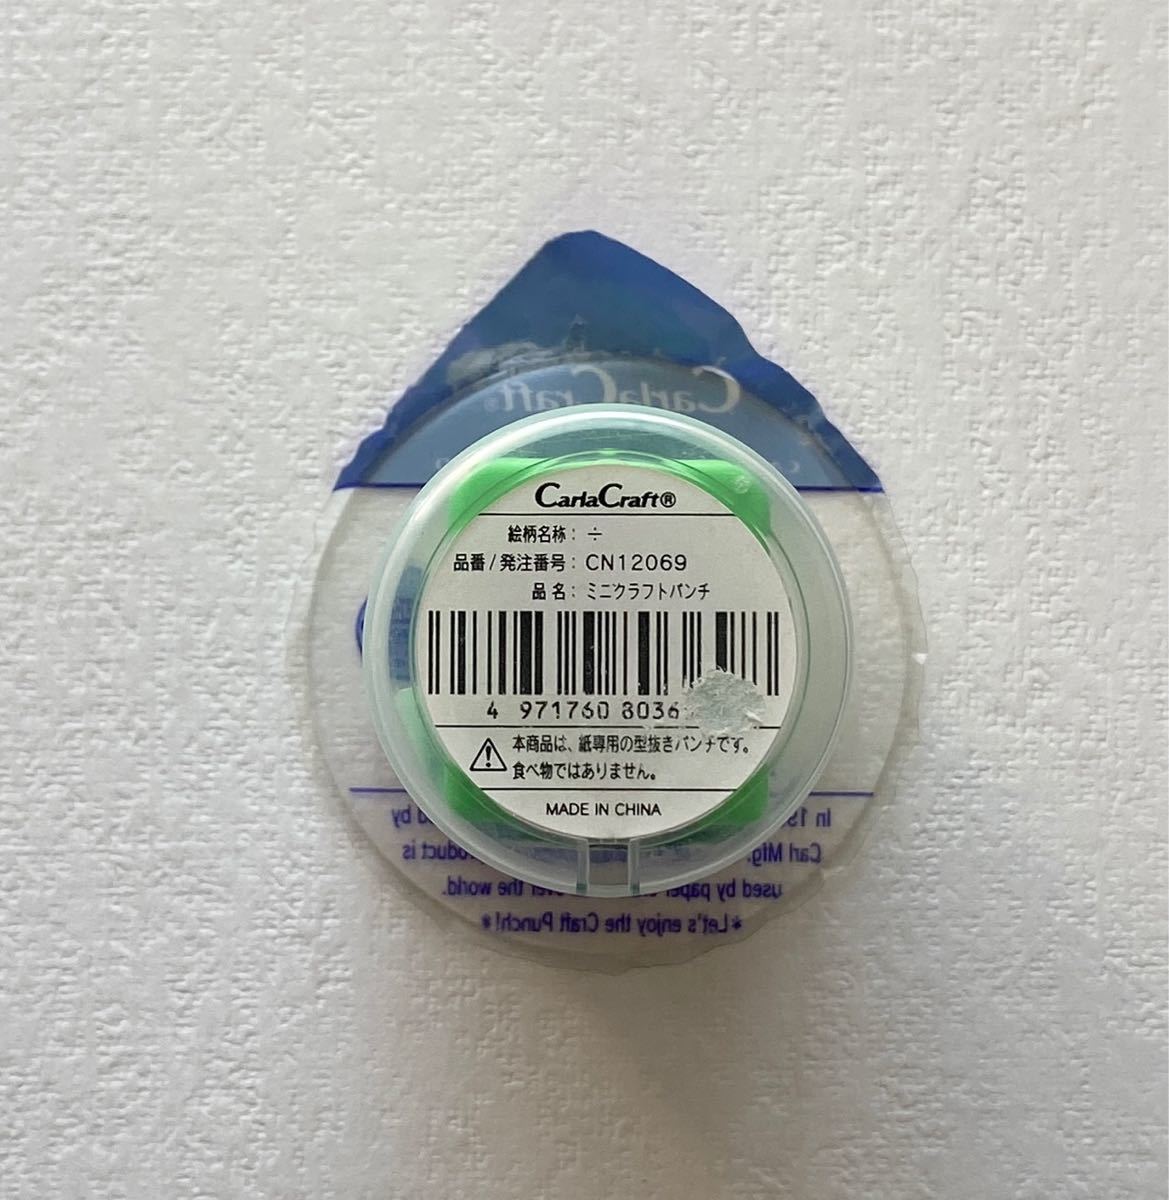 CarlaCraft®
CarlaCraft®
絵柄名称：÷
品番/発注番号：CN12069
品名：ミニクラフトパンチ
4 971760 8036
本商品は、紙専用の型抜きパンチです。
食べ物ではありません。
MADE IN CHINA
In 19 by
Carl Mfg. product is
used by paper over the world.
*Let's enjoy the Craft Punch!*